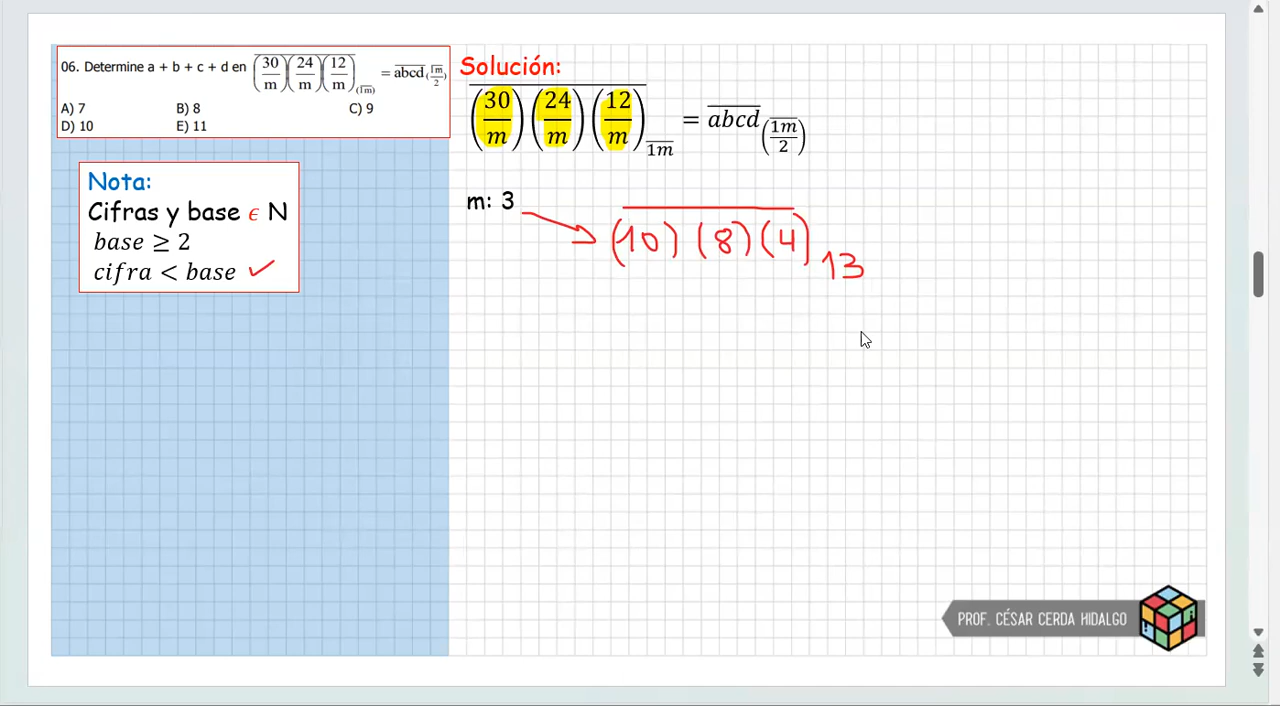 06. Determine a + b + c + d en (30/m)(24/m)(12/m)(1m) = abcd(1m/2)
A) 7 B) 8 C) 9
D) 10 E) 11
Nota:
Cifras y base ϵ N
base ≥ 2
cifra < base ✓
Solución:
(30/m)(24/m)(12/m)1m = abcd(1m/2)
m: 3
(10)(8)(4)13
PROF. CÉSAR CERDA HIDALGO